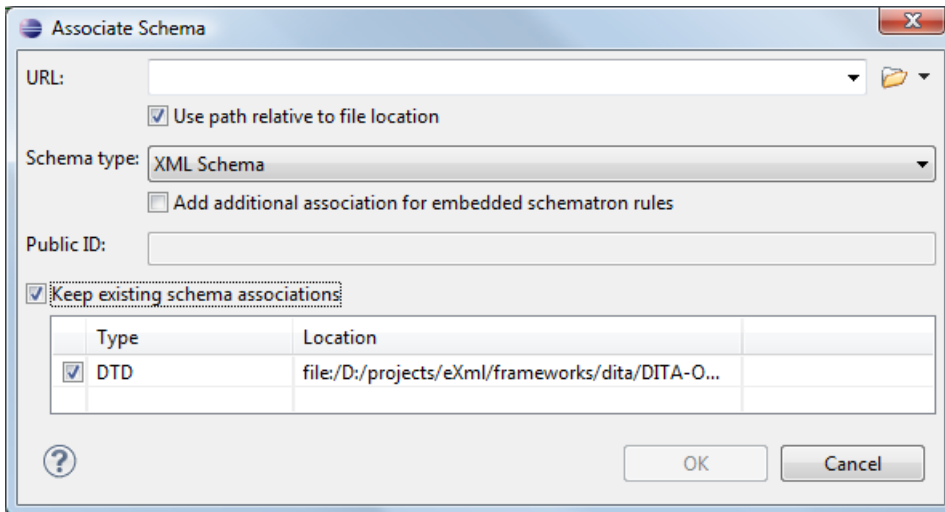 Associate Schema
URL:
Use path relative to file location
Schema type: XML Schema
Add additional association for embedded schematron rules
Public ID:
Keep existing schema associations
Type Location
DTD file:/D:/projects/eXml/frameworks/dita/DITA-O...
OK Cancel